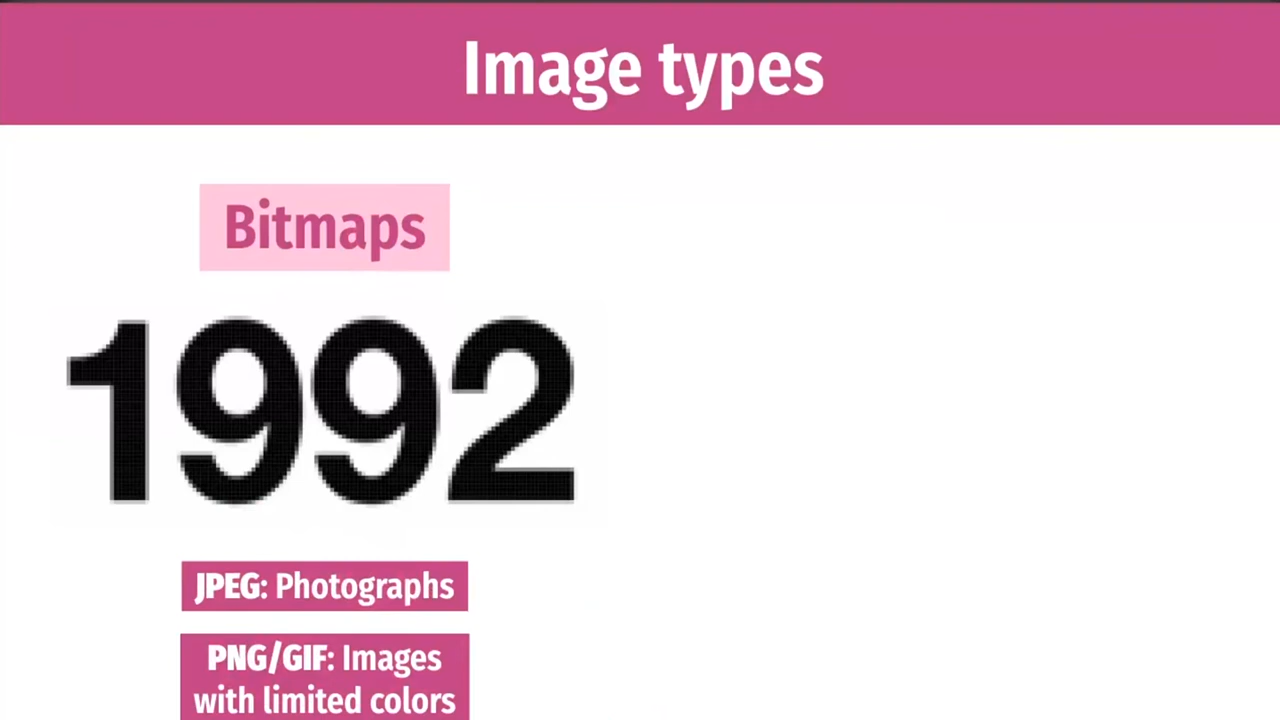 Image types
Bitmaps
1992
JPEG: Photographs
PNG/GIF: Images
with limited colors